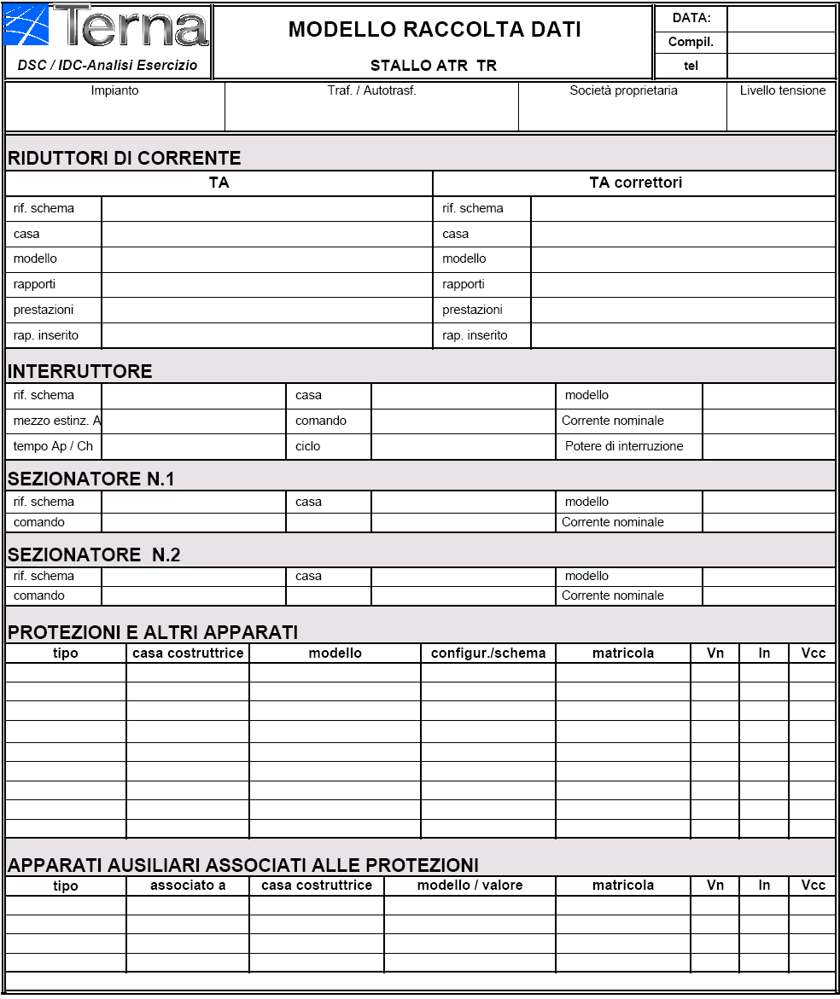 Terna
DSC / IDC-Analisi Esercizio
MODELLO RACCOLTA DATI
STALLO ATR TR
DATA:
Compil.
tel
Impianto Traf. / Autotrasf. Società proprietaria Livello tensione
RIDUTTORI DI CORRENTE
TA TA correttori
rif. schema rif. schema
casa casa
modello modello
rapporti rapporti
prestazioni prestazioni
rap. inserito rap. inserito
INTERRUTTORE
rif. schema casa modello
mezzo estinz. A comando Corrente nominale
tempo Ap / Ch ciclo Potere di interruzione
SEZIONATORE N.1
rif. schema casa modello
comando Corrente nominale
SEZIONATORE N.2
rif. schema casa modello
comando Corrente nominale
PROTEZIONI E ALTRI APPARATI
tipo casa costruttrice modello configur./schema matricola Vn In Vcc
APPARATI AUSILIARI ASSOCIATI ALLE PROTEZIONI
tipo associato a casa costruttrice modello / valore matricola Vn In Vcc